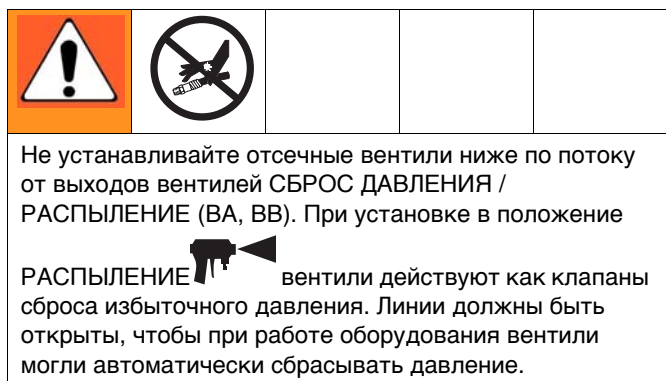 Не устанавливайте отсечные вентили ниже по потоку
от выходов вентилей СБРОС ДАВЛЕНИЯ /
РАСПЫЛЕНИЕ (BA, BB). При установке в положение
РАСПЫЛЕНИЕ вентили действуют как клапаны
сброса избыточного давления. Линии должны быть
открыты, чтобы при работе оборудования вентили
могли автоматически сбрасывать давление.